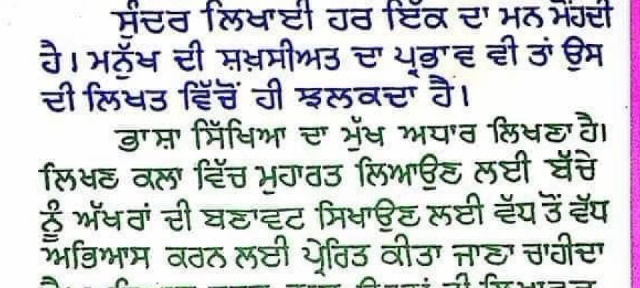 ਸੁੰਦਰ ਲਿਖਾਈ ਹਰ ਇੱਕ ਦਾ ਮਨ ਮੋਂਹਦੀ
ਹੈ। ਮਨੁੱਖ ਦੀ ਸ਼ਖ਼ਸੀਅਤ ਦਾ ਪ੍ਰਭਾਵ ਵੀ ਤਾਂ ਉਸ
ਦੀ ਲਿਖਤ ਵਿੱਚੋਂ ਹੀ ਝਲਕਦਾ ਹੈ।
ਭਾਸ਼ਾ ਸਿੱਖਿਆ ਦਾ ਮੁੱਖ ਅਧਾਰ ਲਿਖਣਾ ਹੈ।
ਲਿਖਣ ਕਲਾ ਵਿੱਚ ਮੁਹਾਰਤ ਲਿਆਉਣ ਲਈ ਬੱਚੇ
ਨੂੰ ਅੱਖਰਾਂ ਦੀ ਬਣਾਵਟ ਸਿਖਾਉਣ ਲਈ ਵੱਧ ਤੋਂ ਵੱਧ
ਅਭਿਆਸ ਕਰਨ ਲਈ ਪ੍ਰੇਰਿਤ ਕੀਤਾ ਜਾਣਾ ਚਾਹੀਦਾ